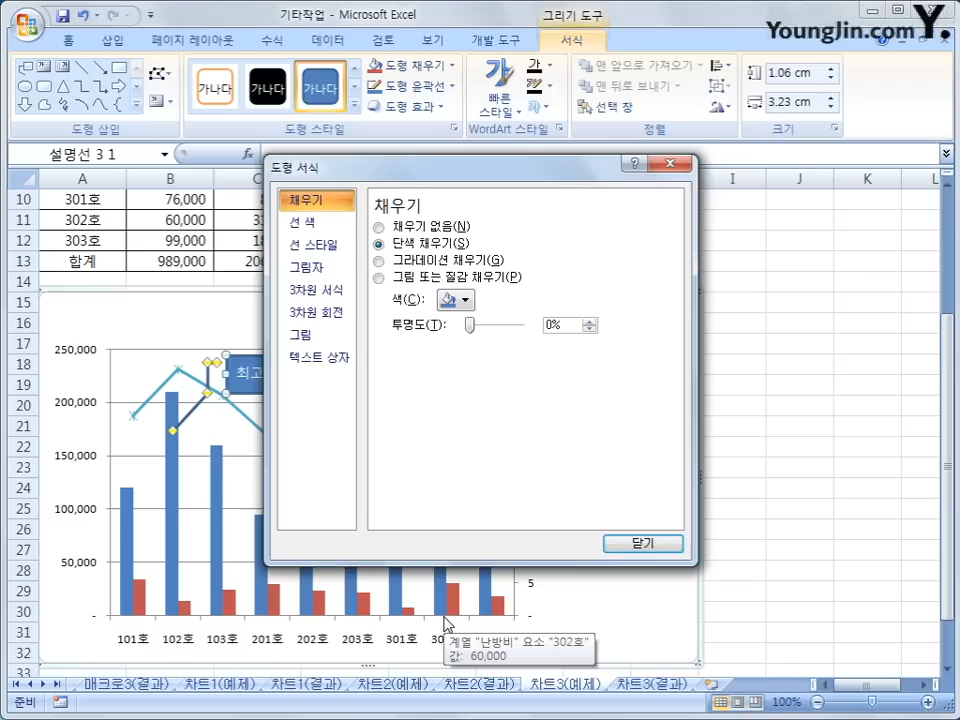 기타작업 - Microsoft Excel
그리기 도구
YoungJin.com Y.
홈 삽입 페이지 레이아웃 수식 데이터 검토 보기 개발 도구 서식
가나다 가나다 가나다
도형 채우기
도형 윤곽선
도형 효과
빠른 스타일
가
맨 앞으로 가져오기
맨 뒤로 보내기
선택 창
1.06 cm
3.23 cm
도형 삽입 도형 스타일 WordArt 스타일 정렬 크기
설명선 3 1
fx
A B C I J K L
10 301호 76,000
11 302호 60,000
12 303호 99,000
13 합계 989,000
14
15
16
17
18
19
20
21
22
23
24
25
26
27
28
29
30
31
32
33
도형 서식
채우기
선 색
선 스타일
그림자
3차원 서식
3차원 회전
그림
텍스트 상자
채우기
채우기 없음(N)
단색 채우기(S)
그라데이션 채우기(G)
그림 또는 질감 채우기(P)
색(C):
투명도(T): 0%
닫기
250,000
200,000
150,000
100,000
50,000
-
최고
5
-
101호 102호 103호 201호 202호 203호 301호
계열 "난방비" 요소 "302호"
값: 60,000
매크로3(결과) 차트1(예제) 차트1(결과) 차트2(예제) 차트2(결과) 차트3(예제) 차트3(결과)
준비
100%